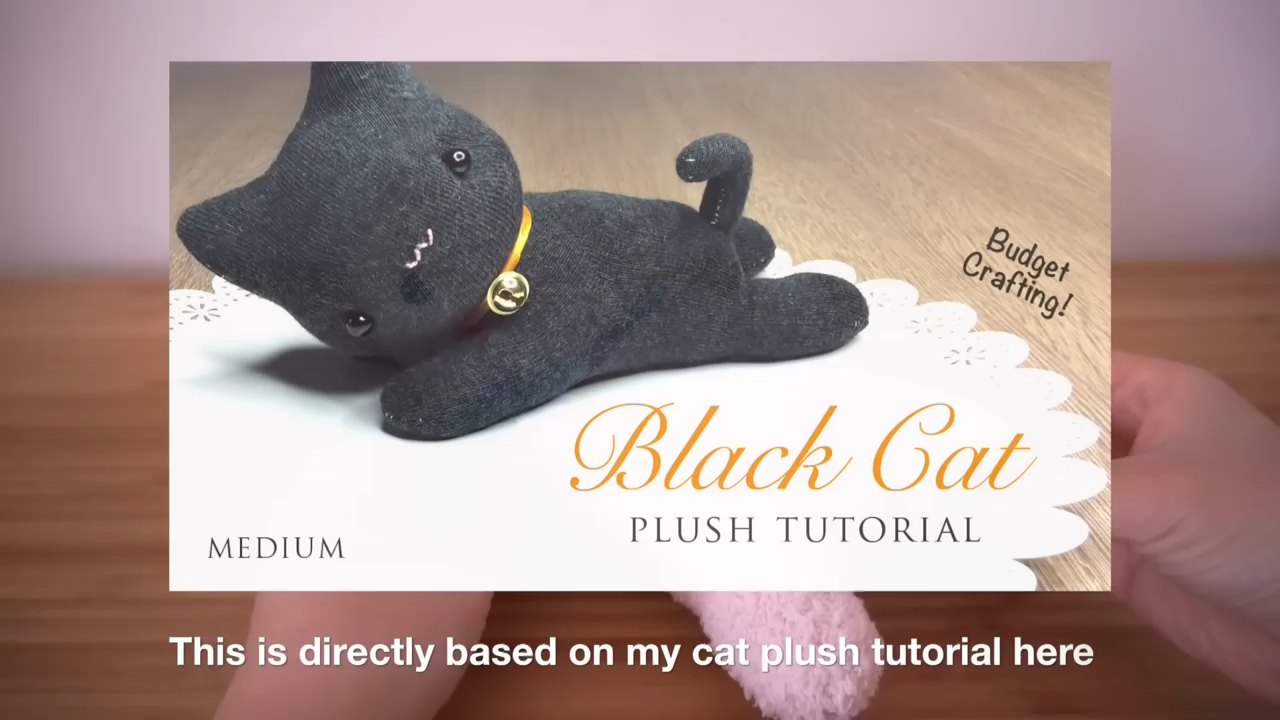 Budget
Crafting!
Black Cat
PLUSH TUTORIAL
MEDIUM
This is directly based on my cat plush tutorial here